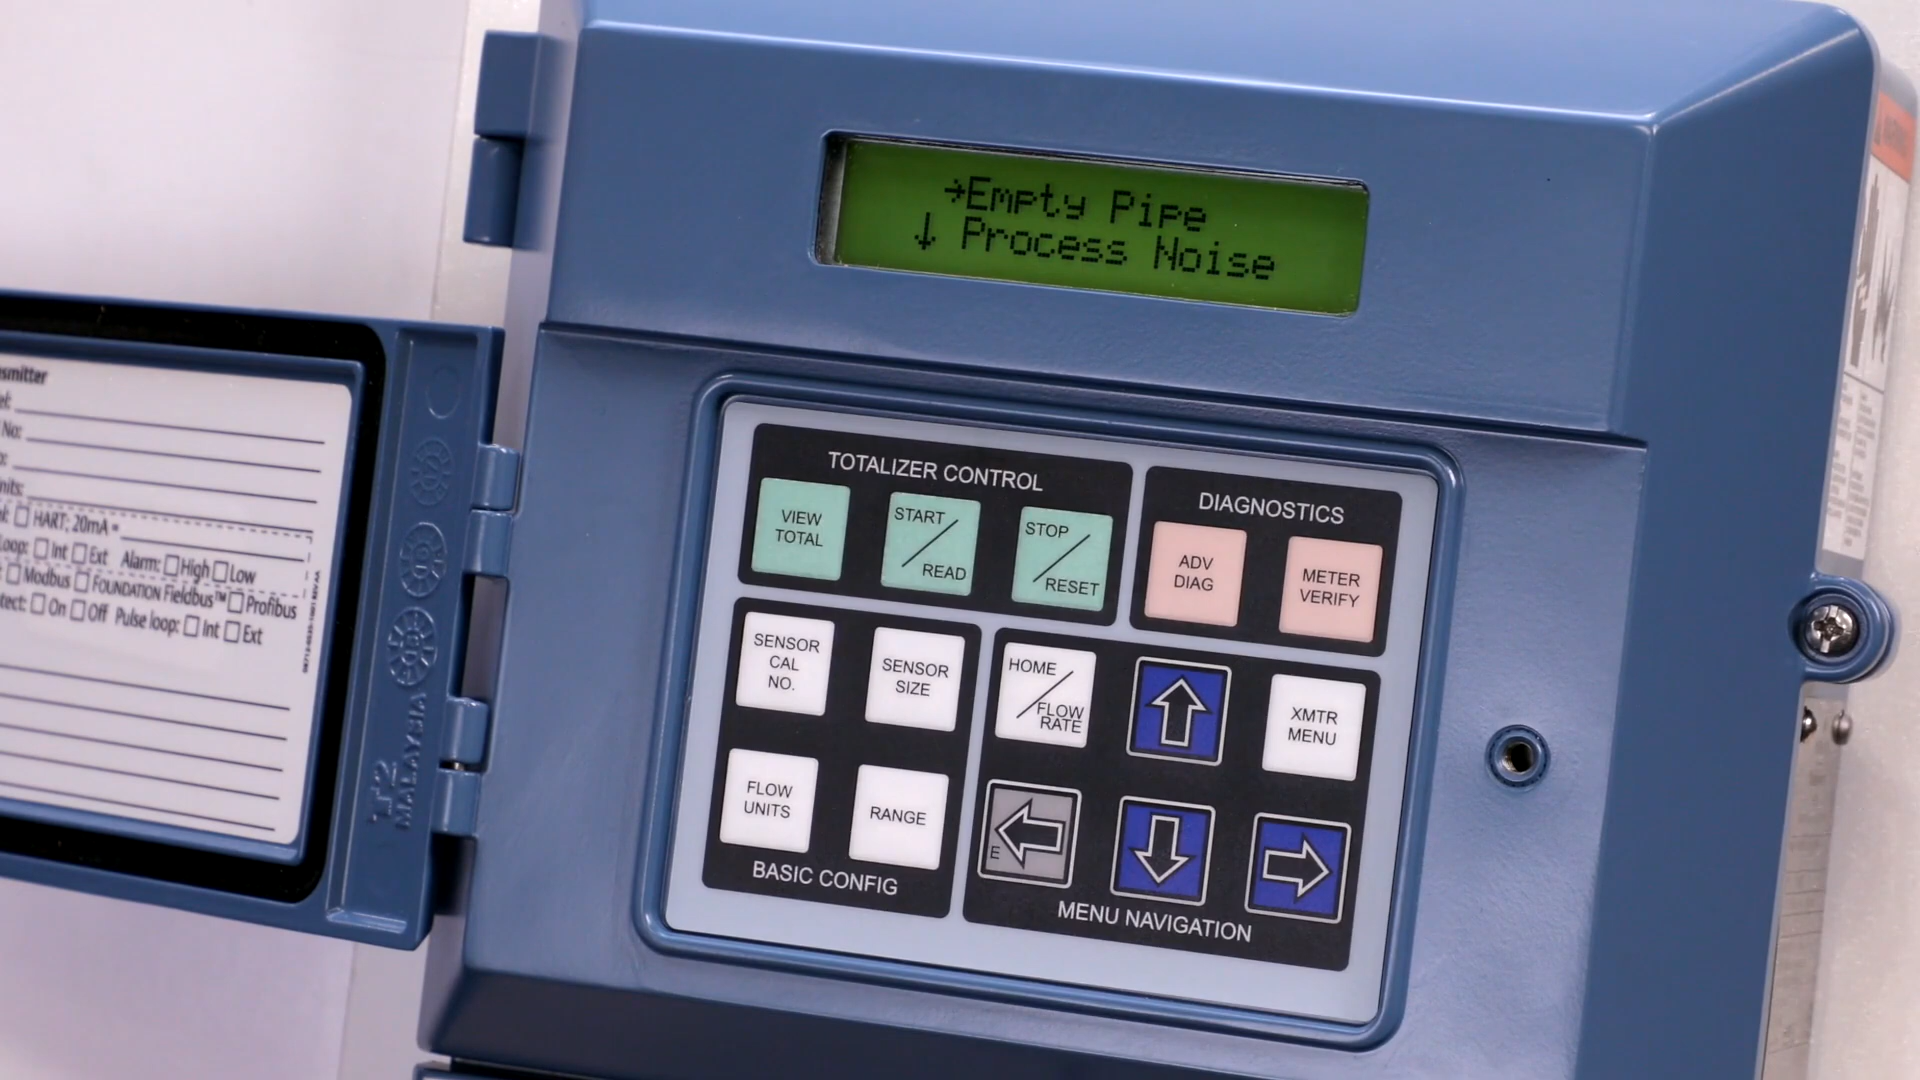 →Empty Pipe
↓ Process Noise
TOTALIZER CONTROL
VIEW
TOTAL
START
READ
STOP
RESET
DIAGNOSTICS
ADV
DIAG
METER
VERIFY
SENSOR
CAL
NO.
SENSOR
SIZE
FLOW
UNITS
RANGE
BASIC CONFIG
HOME
FLOW
RATE
XMTR
MENU
E
MENU NAVIGATION
No:
HART: 20mA =
Int Ext Alarm: High Low
Modbus FOUNDATION Fieldbus™ Profibus
On Off Pulse loop: Int Ext
T2
MALAYSIA